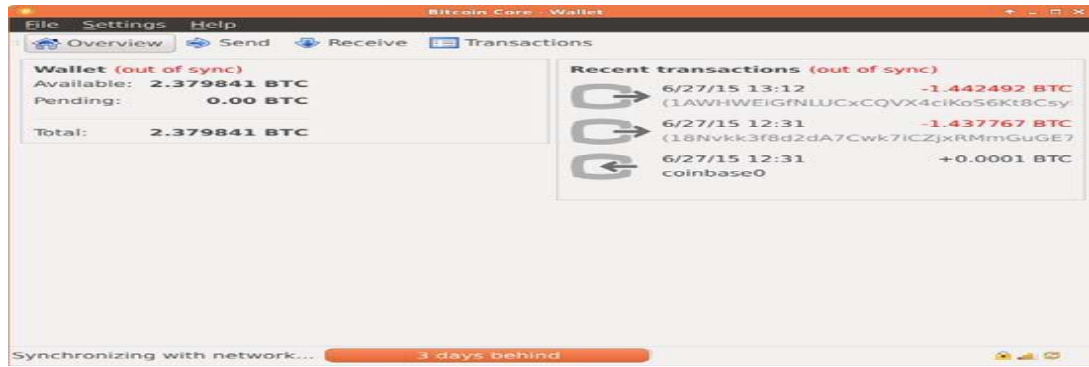 Bitcoin Core - Wallet
File Settings Help
Overview Send Receive Transactions
Wallet (out of sync)
Available: 2.379841 BTC
Pending: 0.00 BTC
Total: 2.379841 BTC
Recent transactions (out of sync)
6/27/15 13:12 -1.442492 BTC
(1AWHWEiGfNLUCxCQVX4ciKoS6Kt8Csy
6/27/15 12:31 -1.437767 BTC
(18Nvkk3f8d2dA7Cwk7iCZjxRMmGuGE7
6/27/15 12:31 +0.0001 BTC
coinbase0
Synchronizing with network... 3 days behind